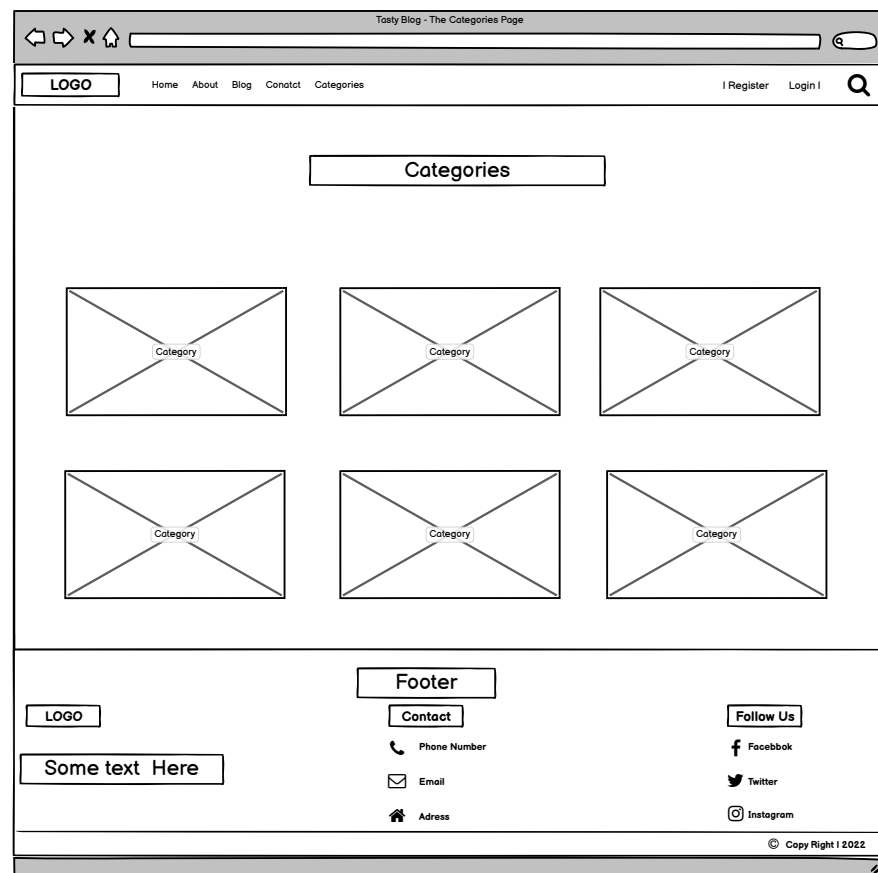 Tasty Blog - The Categories Page
LOGO Home About Blog Conatct Categories | Register Login |
Categories
Category Category Category
Category Category Category
Footer
LOGO Contact Follow Us
Phone Number Facebbok
Some text Here
Email Twitter
Adress Instagram
© Copy Right | 2022